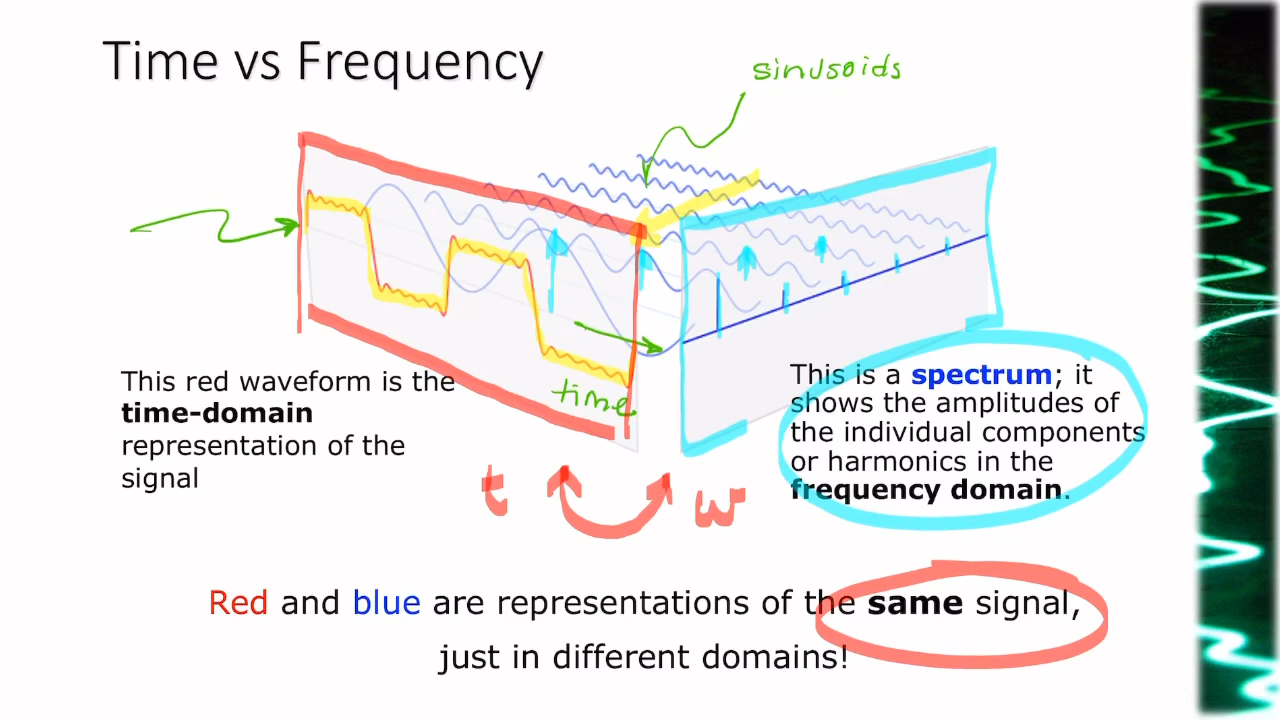 Time vs Frequency
sinusoids
time
This red waveform is the
time-domain
representation of the
signal
This is a spectrum; it
shows the amplitudes of
the individual components
or harmonics in the
frequency domain.
t
w
Red and blue are representations of the same signal,
just in different domains!